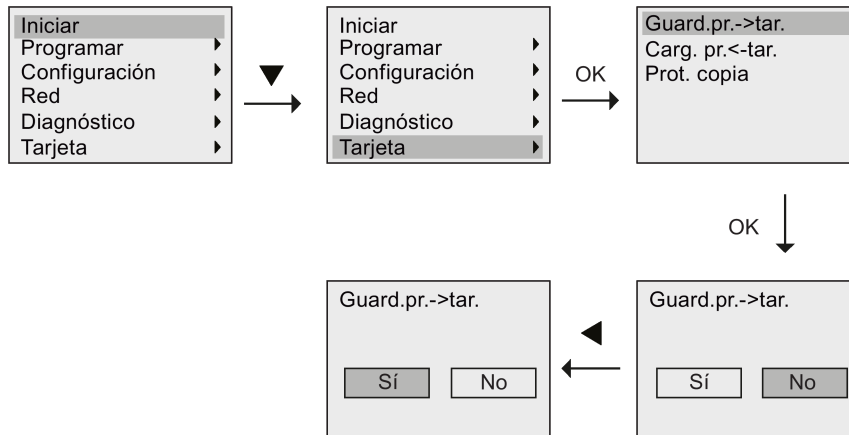 Iniciar
Programar
Configuración
Red
Diagnóstico
Tarjeta
Iniciar
Programar
Configuración
Red
Diagnóstico
Tarjeta
OK
Guard.pr.->tar.
Carg. pr.<-tar.
Prot. copia
OK
Guard.pr.->tar.
Sí No
Guard.pr.->tar.
Sí No